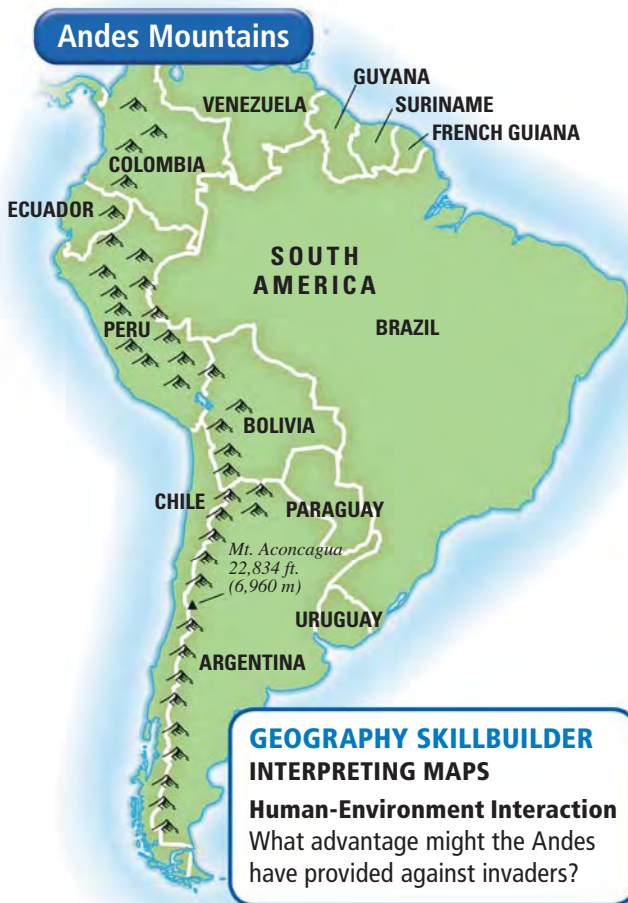 Andes Mountains
GUYANA
VENEZUELA
SURINAME
FRENCH GUIANA
COLOMBIA
ECUADOR
SOUTH
AMERICA
BRAZIL
PERU
BOLIVIA
CHILE
PARAGUAY
Mt. Aconcagua
22,834 ft.
(6,960 m)
URUGUAY
ARGENTINA
GEOGRAPHY SKILLBUILDER
INTERPRETING MAPS
Human-Environment Interaction
What advantage might the Andes
have provided against invaders?